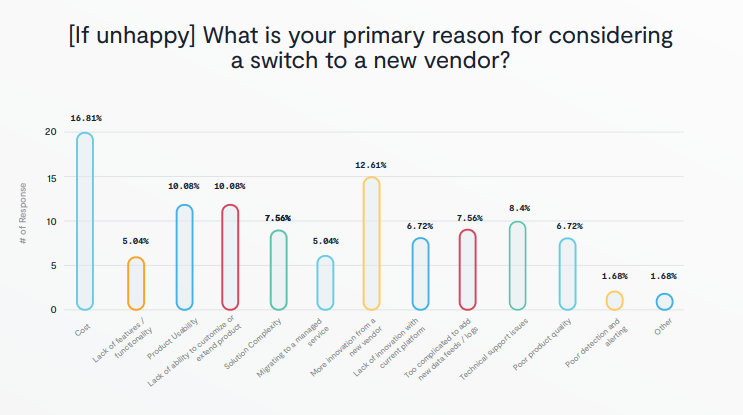 [If unhappy] What is your primary reason for considering
a switch to a new vendor?
# of Response
20
15
10
5
0
16.81%
5.04%
10.08%
10.08%
7.56%
5.04%
12.61%
6.72%
7.56%
8.4%
6.72%
1.68%
1.68%
Cost
Lack of features /
functionality
Product Usability
Lack of ability to customize or
extend product
Solution Complexity
Migrating to a managed
service
More innovation from a
new vendor
Lack of innovation with
current platform
Too complicated to add
new data feeds / logs
Technical support issues
Poor product quality
Poor detection and
alerting
Other